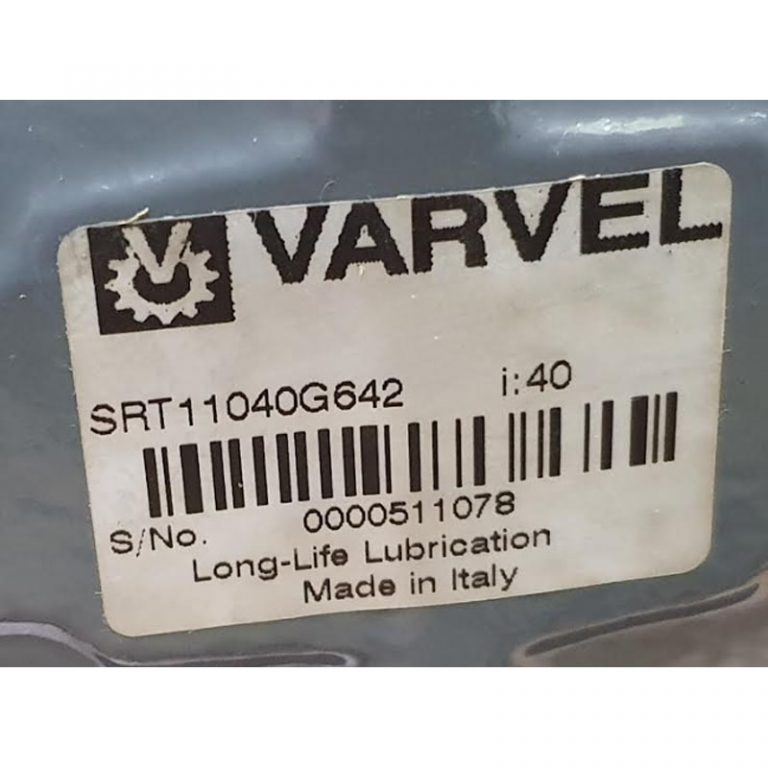 VARVEL
SRT11040G642 i:40
S/No. 0000511078
Long-Life Lubrication
Made in Italy